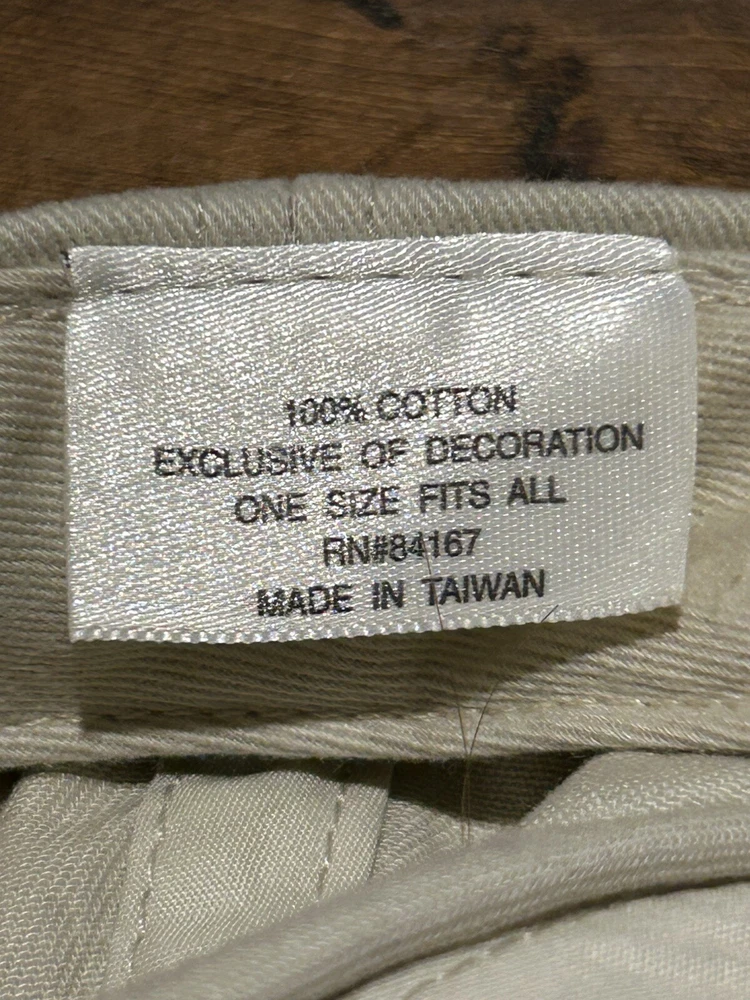 100% COTTON
EXCLUSIVE OF DECORATION
ONE SIZE FITS ALL
RN#84167
MADE IN TAIWAN